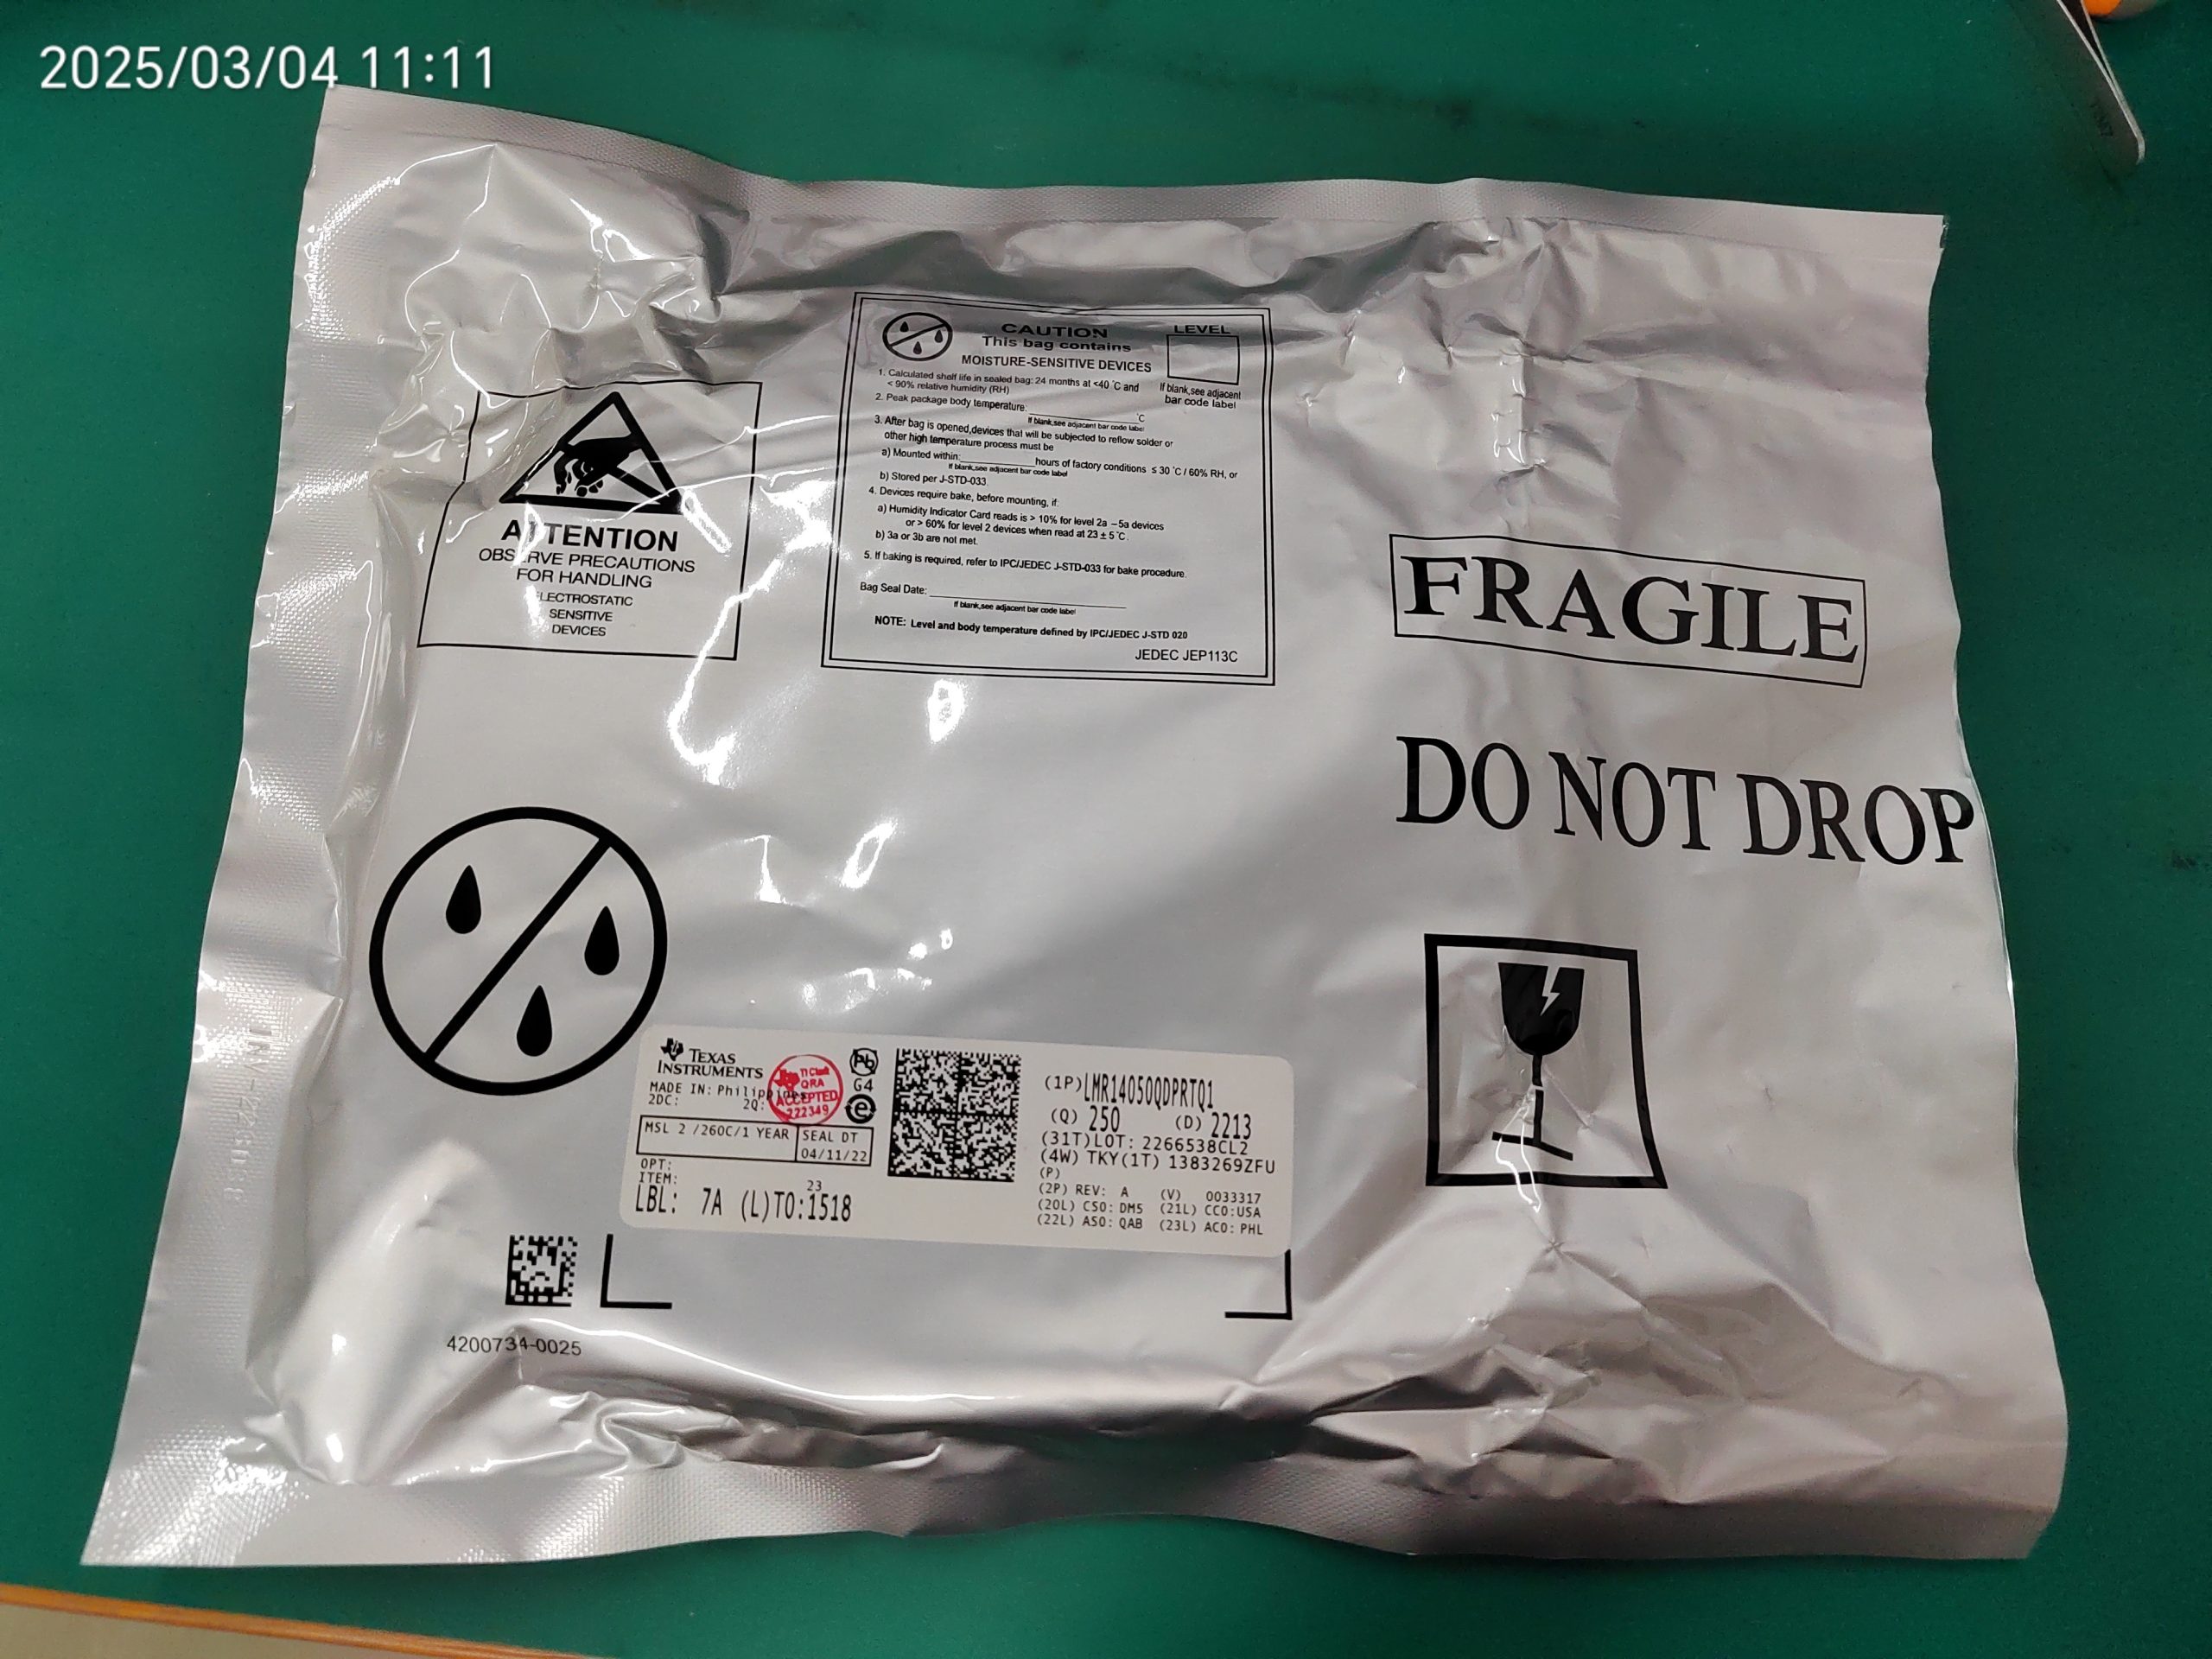 2025/03/04 11:11
CAUTION
This bag contains
MOISTURE-SENSITIVE DEVICES
LEVEL
If blank,see adjacent
bar code label
1. Calculated shelf life in sealed bag: 24 months at <40 ˚C and
< 90% relative humidity (RH)
2. Peak package body temperature: ˚C
If blank,see adjacent bar code label
3. After bag is opened,devices that will be subjected to reflow solder or
other high temperature process must be
a) Mounted within: hours of factory conditions ≤ 30 ˚C / 60% RH, or
If blank,see adjacent bar code label
b) Stored per J-STD-033.
4. Devices require bake, before mounting, if:
a) Humidity Indicator Card reads is > 10% for level 2a – 5a devices
or > 60% for level 2 devices when read at 23 ± 5 ˚C.
b) 3a or 3b are not met.
5. If baking is required, refer to IPC/JEDEC J-STD-033 for bake procedure.
Bag Seal Date:
If blank,see adjacent bar code label
NOTE: Level and body temperature defined by IPC/JEDEC J-STD 020
JEDEC JEP113C
ATTENTION
OBSERVE PRECAUTIONS
FOR HANDLING
ELECTROSTATIC
SENSITIVE
DEVICES
FRAGILE
DO NOT DROP
TEXAS
INSTRUMENTS
MADE IN: Philippines
2DC: 2Q:
TI Clark
QRA
ACCEPTED
222349
Pb
G4
e
MSL 2 /260C/1 YEAR
SEAL DT
04/11/22
OPT:
ITEM:
23
LBL: 7A (L)TO:1518
(1P)LMR14050QDPRTQ1
(Q) 250 (D) 2213
(31T)LOT: 2266538CL2
(4W) TKY(1T) 1383269ZFU
(P)
(2P) REV: A (V) 0033317
(20L) CSO: DM5 (21L) CCO:USA
(22L) ASO: QAB (23L) ACO: PHL
4200734-0025